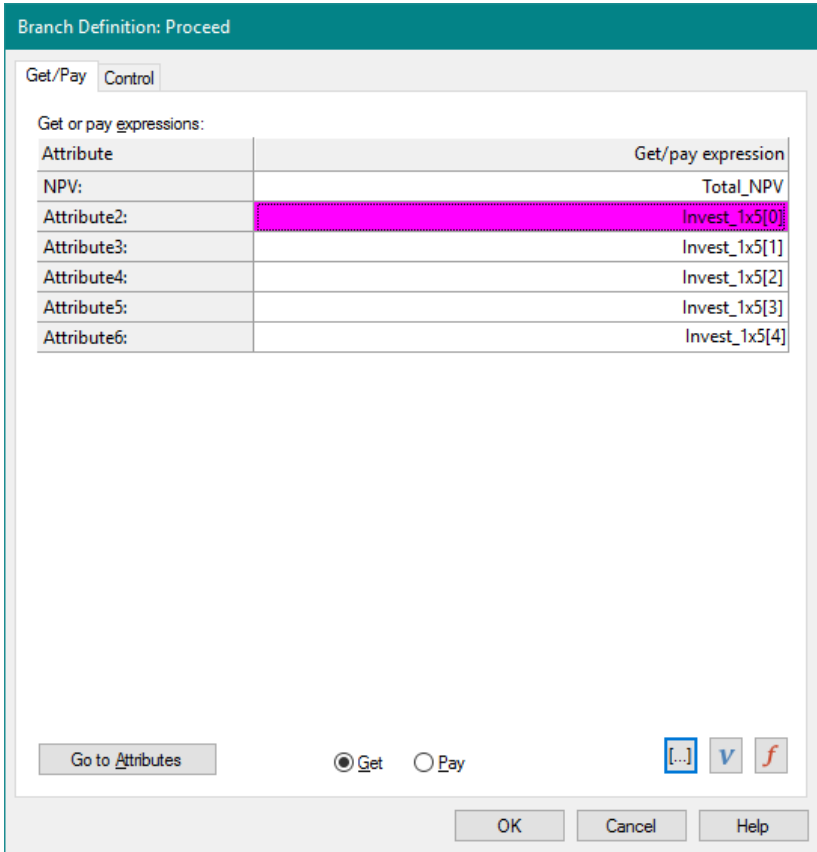 Branch Definition: Proceed
Get/Pay Control
Get or pay expressions:
Attribute Get/pay expression
NPV: Total_NPV
Attribute2: Invest_1x5[0]
Attribute3: Invest_1x5[1]
Attribute4: Invest_1x5[2]
Attribute5: Invest_1x5[3]
Attribute6: Invest_1x5[4]
Go to Attributes Get Pay [...] V f
OK Cancel Help